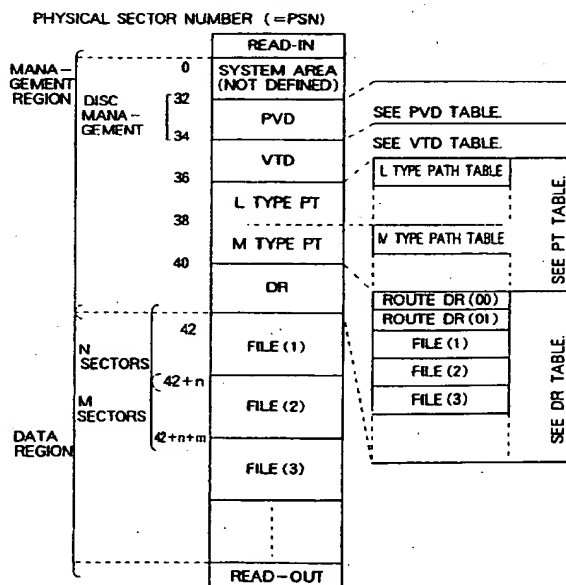 PHYSICAL SECTOR NUMBER (=PSN)
READ-IN
MANA-
GEMENT
REGION
0
SYSTEM AREA
(NOT DEFINED)
DISC
MANA-
GEMENT
32
PVD
SEE PVD TABLE.
34
VTD
SEE VTD TABLE.
36
L TYPE PT
L TYPE PATH TABLE
38
M TYPE PT
M TYPE PATH TABLE
SEE PT TABLE.
40
DR
ROUTE DR (00)
ROUTE DR (01)
FILE (1)
FILE (2)
FILE (3)
SEE DR TABLE.
42
N
SECTORS
FILE (1)
42+n
M
SECTORS
FILE (2)
42+n+m
DATA
REGION
FILE (3)
READ-OUT